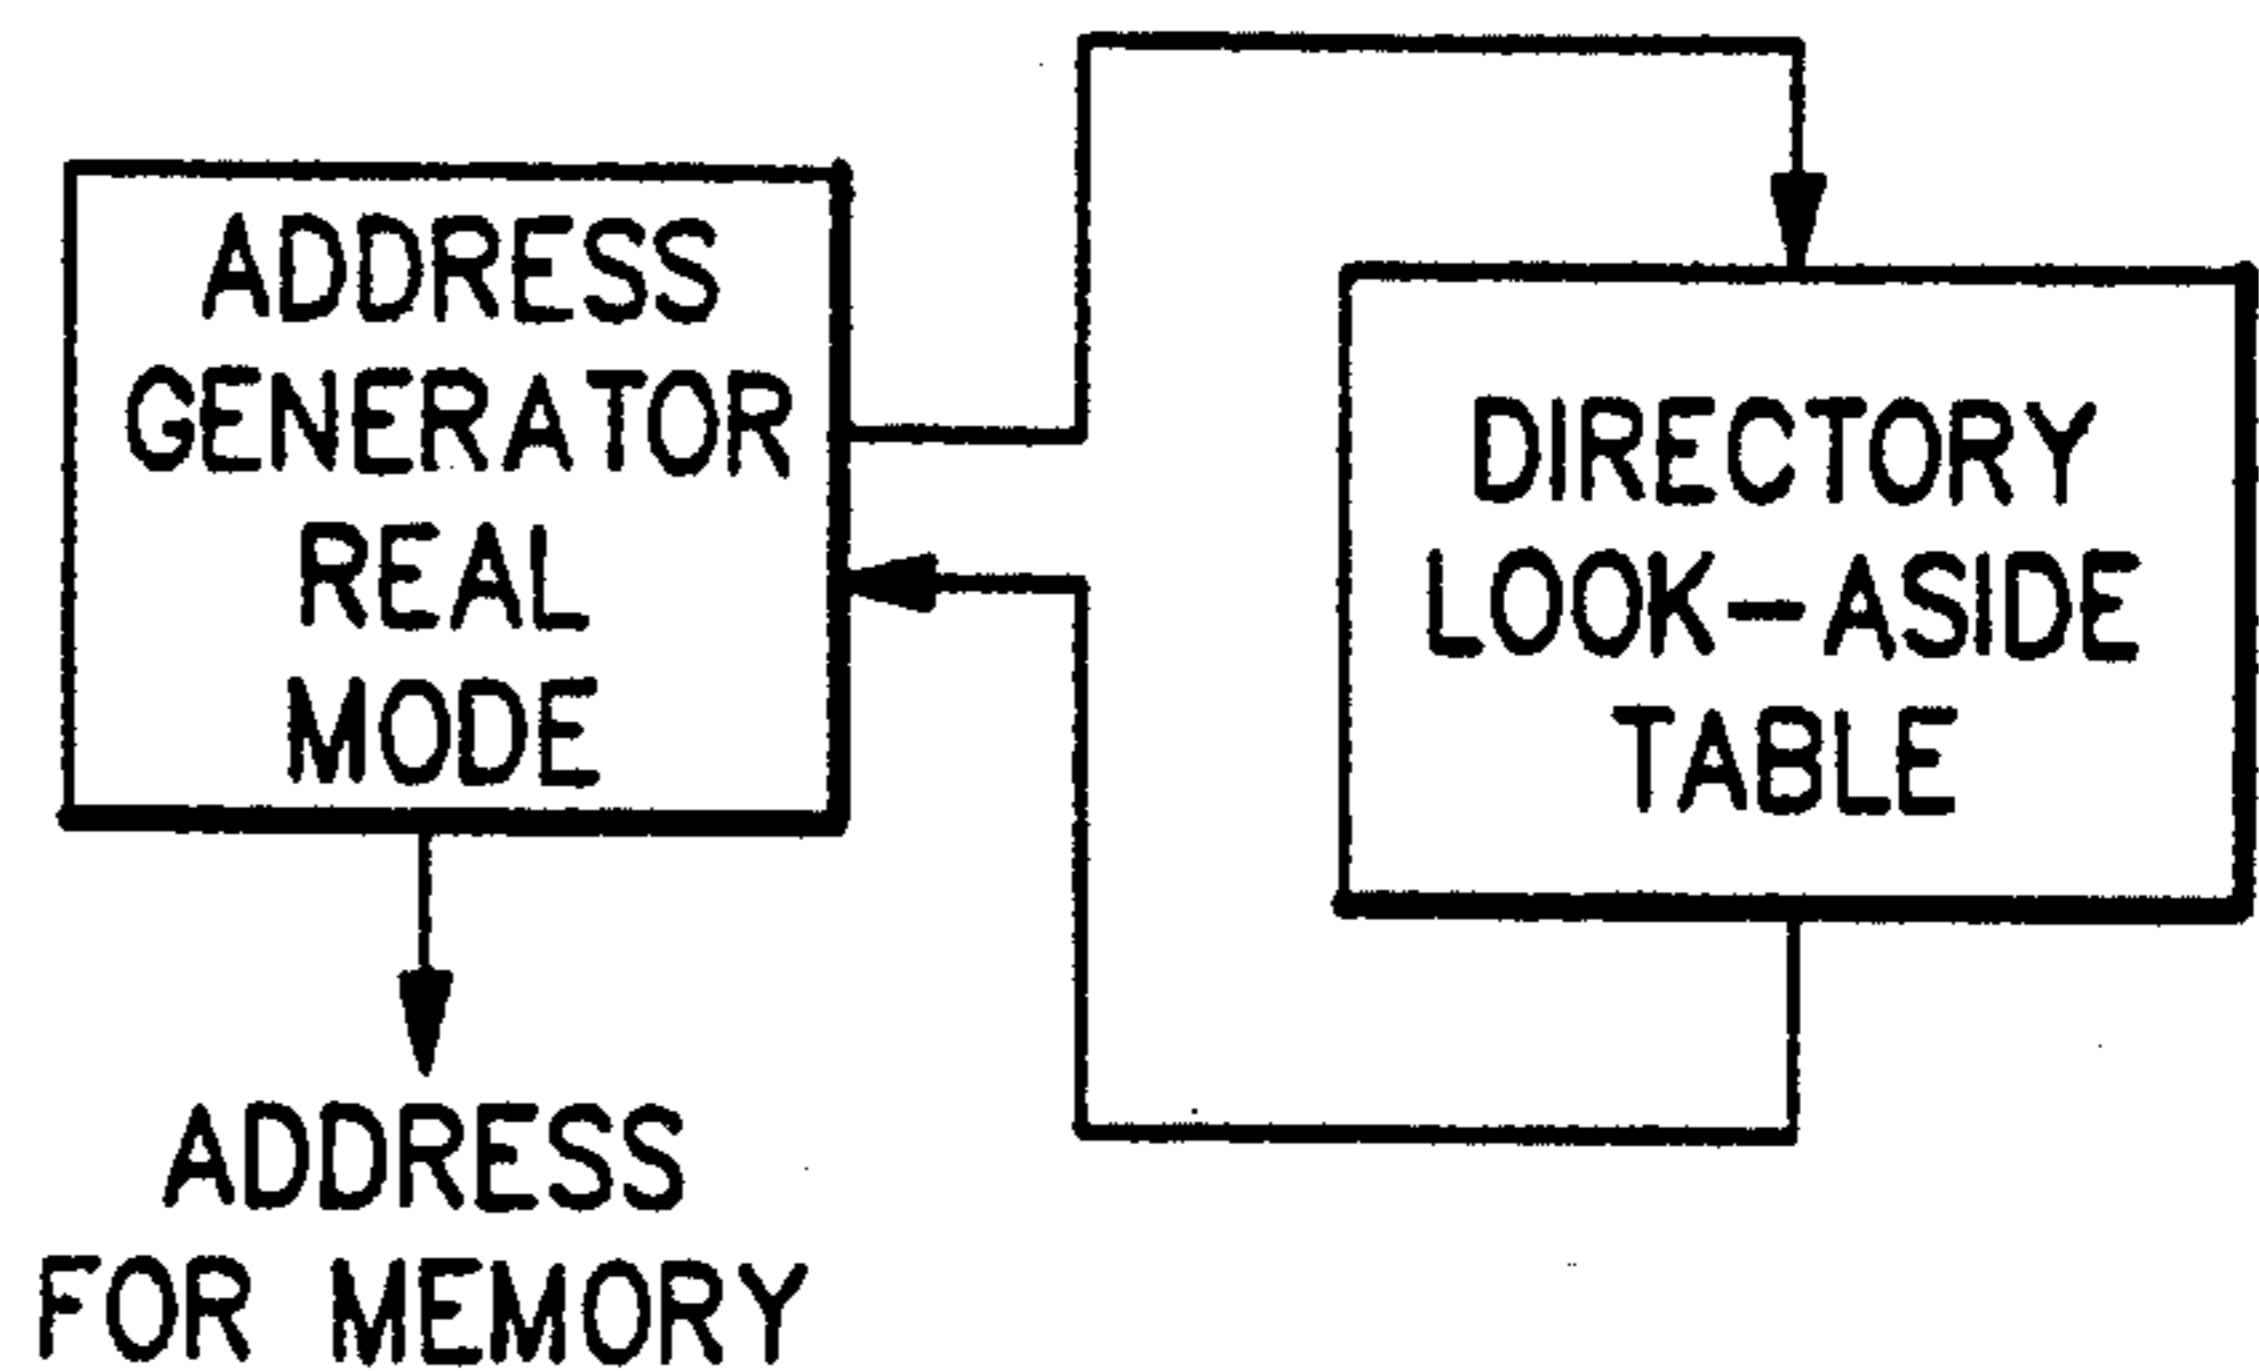 ADDRESS
GENERATOR
REAL
MODE
DIRECTORY
LOOK-ASIDE
TABLE
ADDRESS
FOR MEMORY